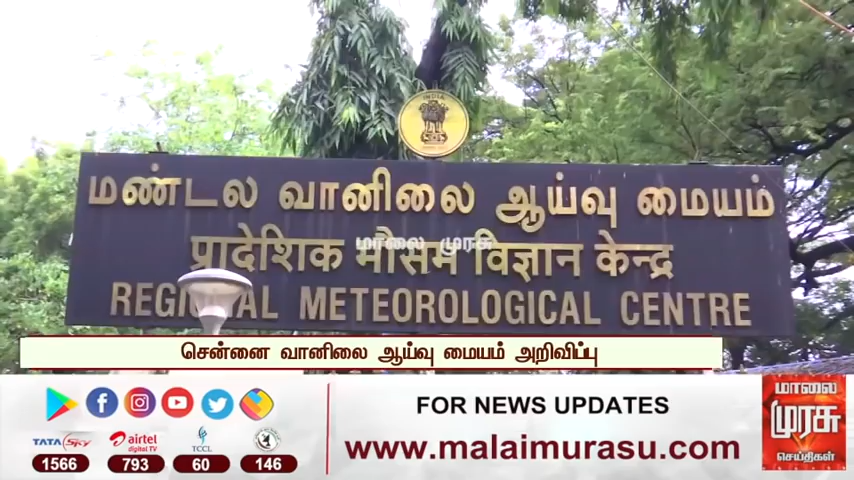 INDIA
மண்டல வானிலை ஆய்வு மையம்
प्रादेशिक मौसम विज्ञान केन्द्र
மாலை முரசு
REGIONAL METEOROLOGICAL CENTRE
சென்னை வானிலை ஆய்வு மையம் அறிவிப்பு
FOR NEWS UPDATES
www.malaimurasu.com
TATA Sky airtel digital TV TCCL
1566 793 60 146
மாலை
முரசு
செய்திகள்